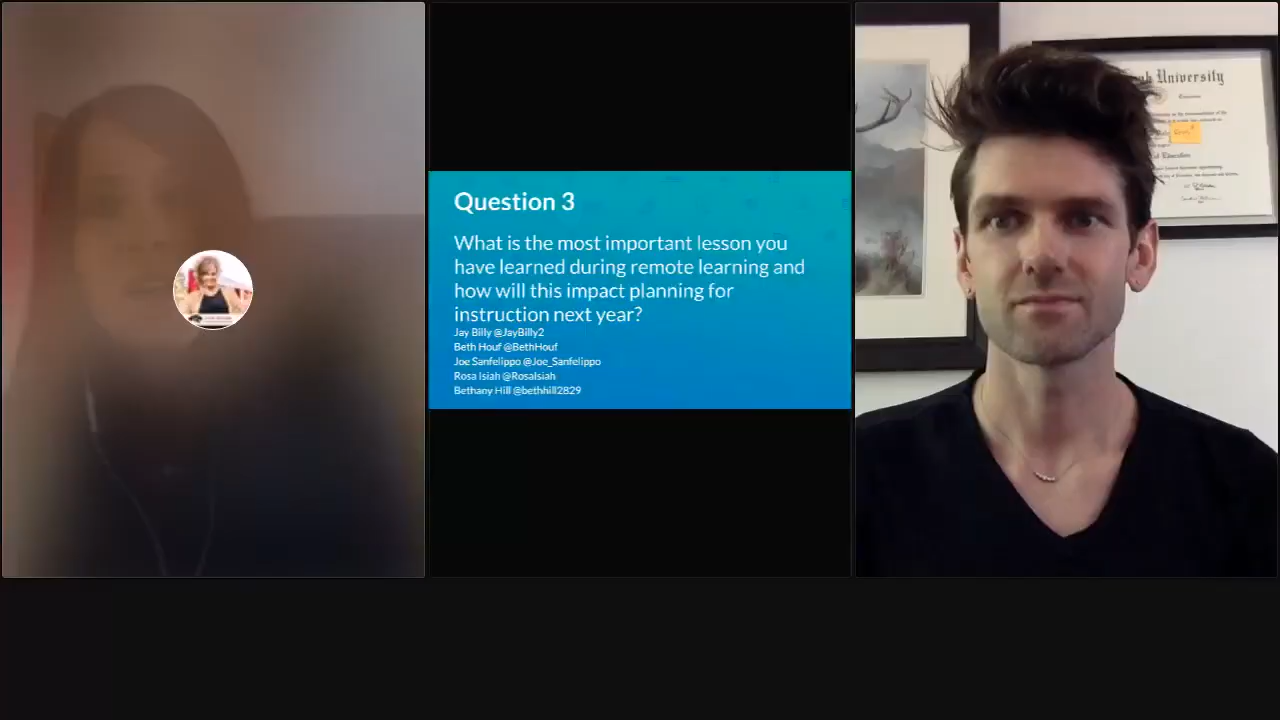 Question 3
What is the most important lesson you
have learned during remote learning and
how will this impact planning for
instruction next year?
Jay Billy @JayBilly2
Beth Houf @BethHouf
Joe Sanfelippo @Joe_Sanfelippo
Rosa Isiah @RosaIsiah
Bethany Hill @bethhill2829
University